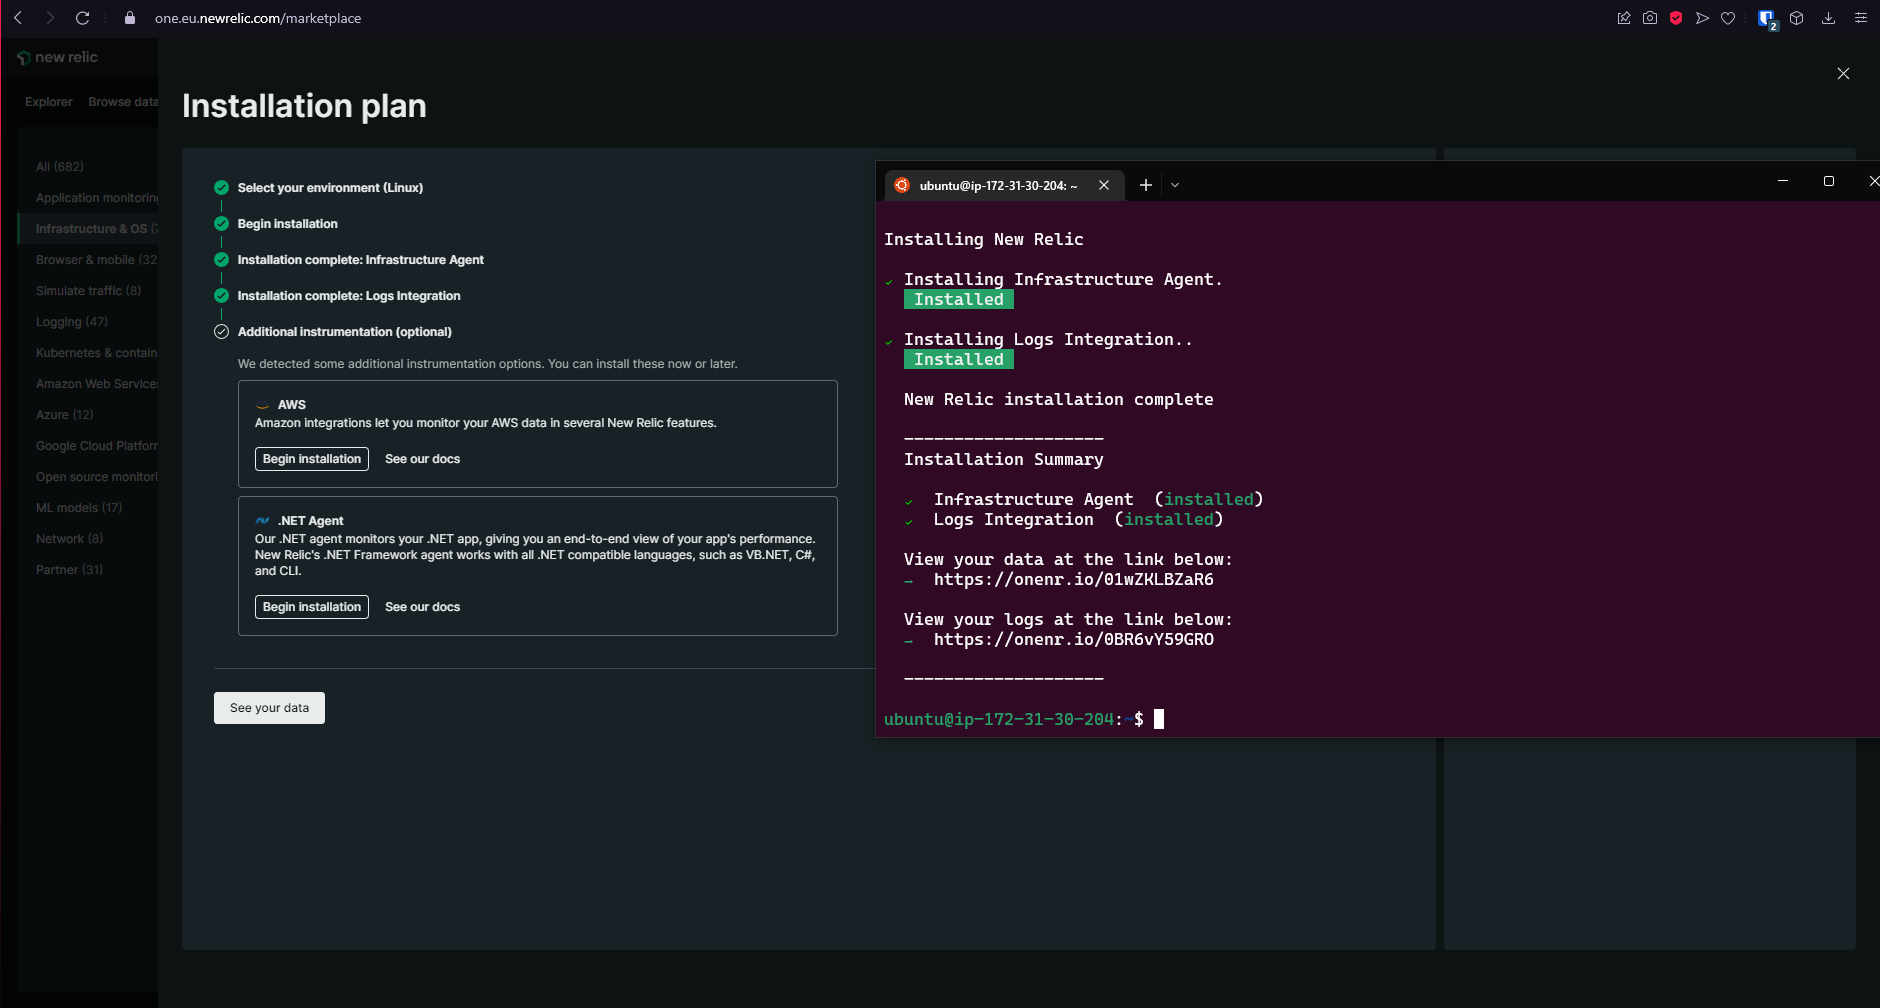 one.eu.newrelic.com/marketplace
2
new relic
Explorer Browse data
Installation plan
All (682)
Application monitoring
Infrastructure & OS (7
Browser & mobile (32
Simulate traffic (8)
Logging (47)
Kubernetes & contain
Amazon Web Services
Azure (12)
Google Cloud Platform
Open source monitori
ML models (17)
Network (8)
Partner (31)
Select your environment (Linux)
Begin installation
Installation complete: Infrastructure Agent
Installation complete: Logs Integration
Additional instrumentation (optional)
We detected some additional instrumentation options. You can install these now or later.
AWS
Amazon integrations let you monitor your AWS data in several New Relic features.
Begin installation See our docs
.NET Agent
Our .NET agent monitors your .NET app, giving you an end-to-end view of your app's performance.
New Relic's .NET Framework agent works with all .NET compatible languages, such as VB.NET, C#,
and CLI.
Begin installation See our docs
See your data
ubuntu@ip-172-31-30-204: ~
Installing New Relic
Installing Infrastructure Agent.
Installed
Installing Logs Integration..
Installed
New Relic installation complete
--------------------
Installation Summary
Infrastructure Agent (installed)
Logs Integration (installed)
View your data at the link below:
https://onenr.io/01wZKLBZaR6
View your logs at the link below:
https://onenr.io/0BR6vY59GRO
--------------------
ubuntu@ip-172-31-30-204:~$